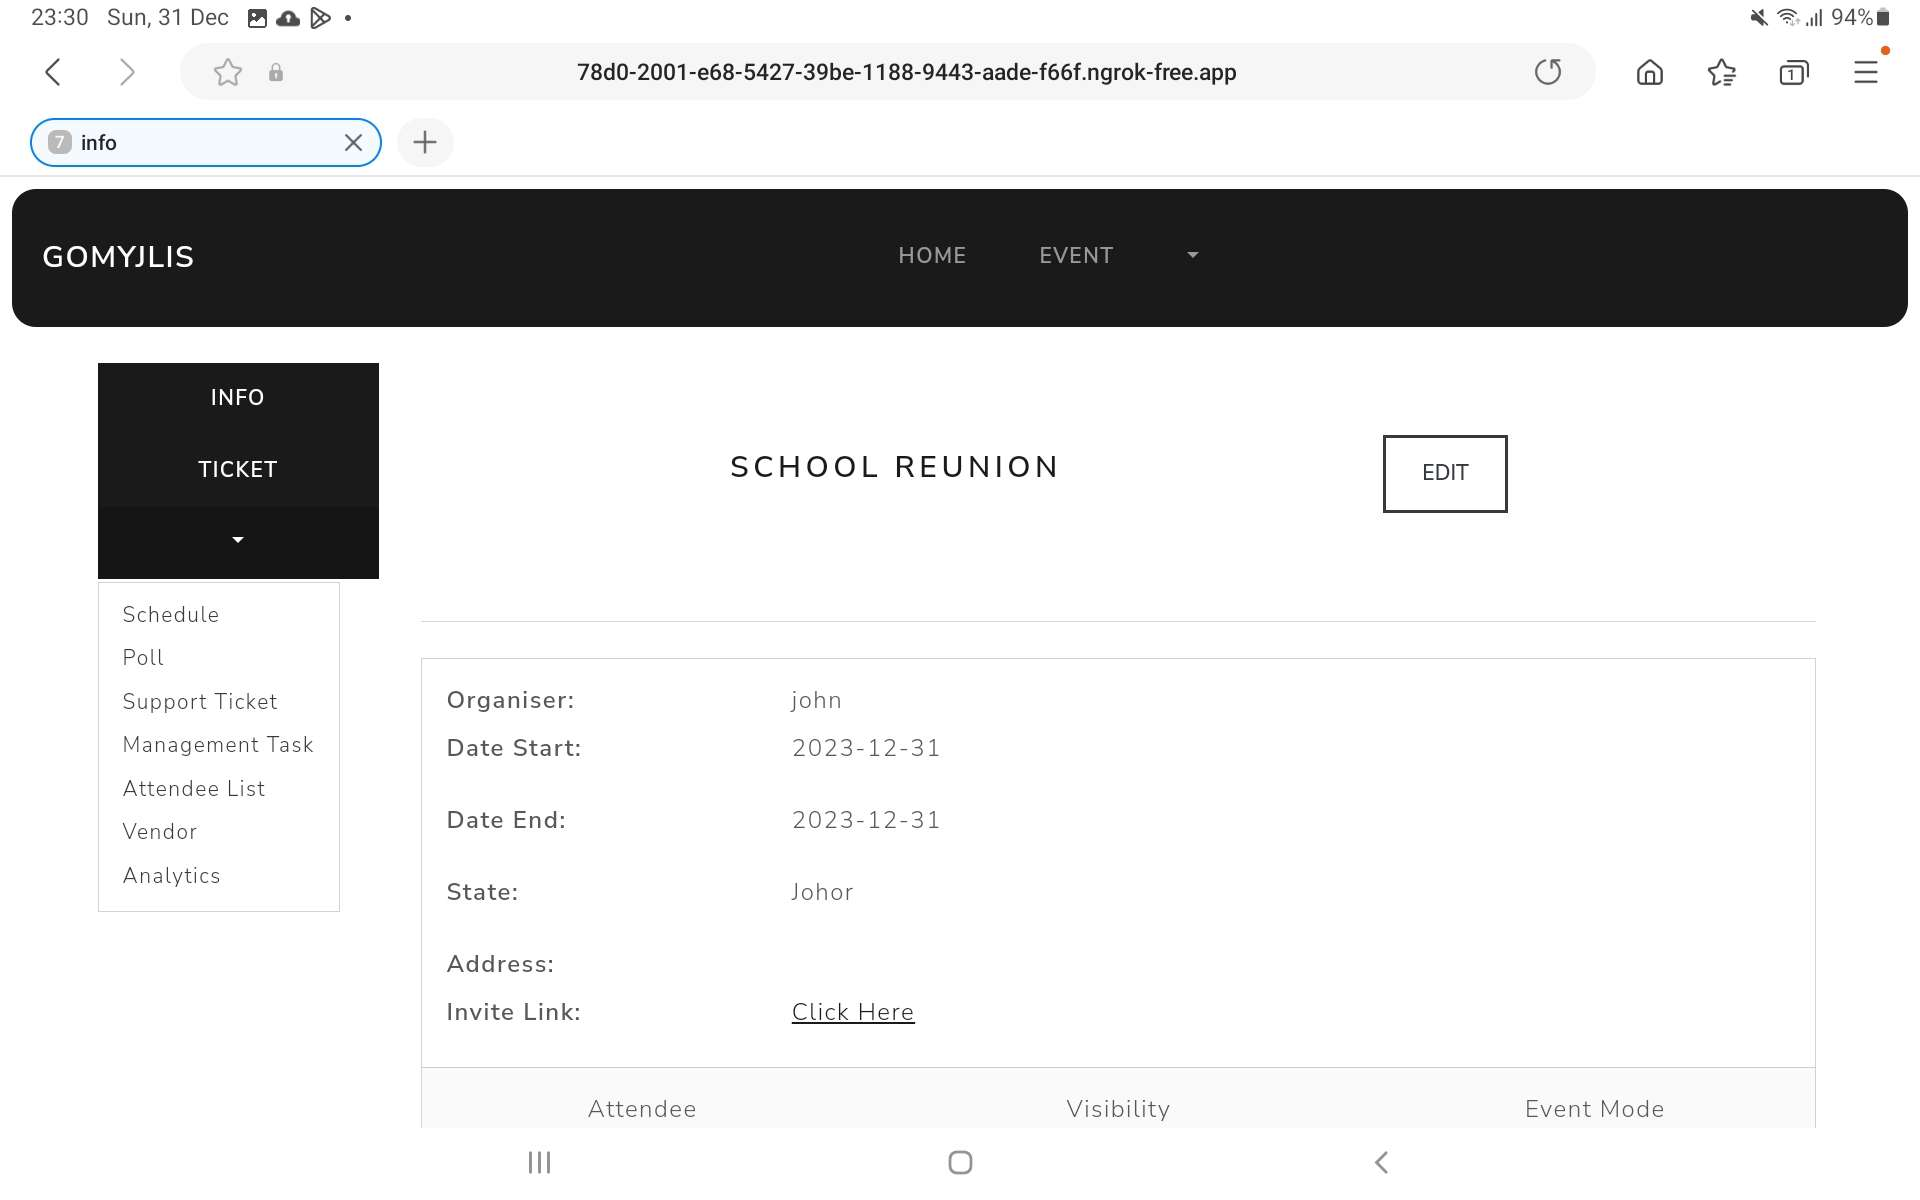 23:30 Sun, 31 Dec
94%
78d0-2001-e68-5427-39be-1188-9443-aade-f66f.ngrok-free.app
1
7 info
GOMYJLIS
HOME EVENT
INFO
TICKET
SCHOOL REUNION
EDIT
Schedule
Poll
Support Ticket
Management Task
Attendee List
Vendor
Analytics
Organiser: john
Date Start: 2023-12-31
Date End: 2023-12-31
State: Johor
Address:
Invite Link: Click Here
Attendee Visibility Event Mode